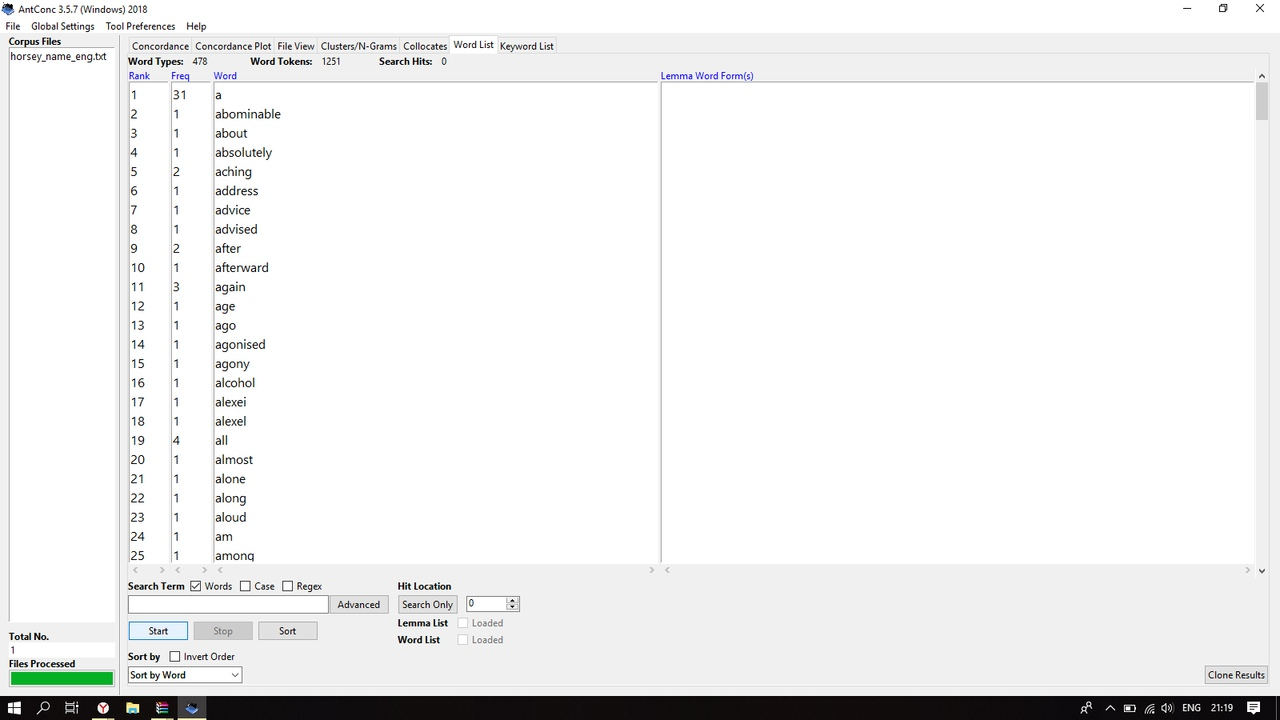 AntConc 3.5.7 (Windows) 2018
File Global Settings Tool Preferences Help
Corpus Files
horsey_name_eng.txt
Concordance Concordance Plot File View Clusters/N-Grams Collocates Word List Keyword List
Word Types: 478 Word Tokens: 1251 Search Hits: 0
Rank Freq Word Lemma Word Form(s)
1 31 a
2 1 abominable
3 1 about
4 1 absolutely
5 2 aching
6 1 address
7 1 advice
8 1 advised
9 2 after
10 1 afterward
11 3 again
12 1 age
13 1 ago
14 1 agonised
15 1 agony
16 1 alcohol
17 1 alexei
18 1 alexel
19 4 all
20 1 almost
21 1 alone
22 1 along
23 1 aloud
24 1 am
25 1 among
Search Term Words Case Regex Hit Location
Advanced Search Only 0
Start Stop Sort Lemma List Loaded
Word List Loaded
Total No.
1
Files Processed
Sort by Invert Order
Sort by Word
Clone Results
ENG 21:19